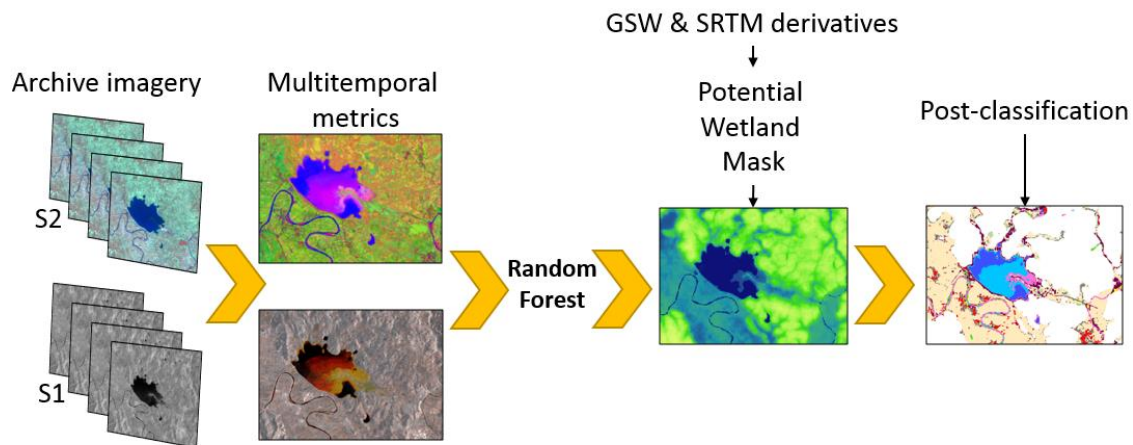 Archive imagery
S2
S1
Multitemporal
metrics
Random
Forest
GSW & SRTM derivatives
Potential
Wetland
Mask
Post-classification